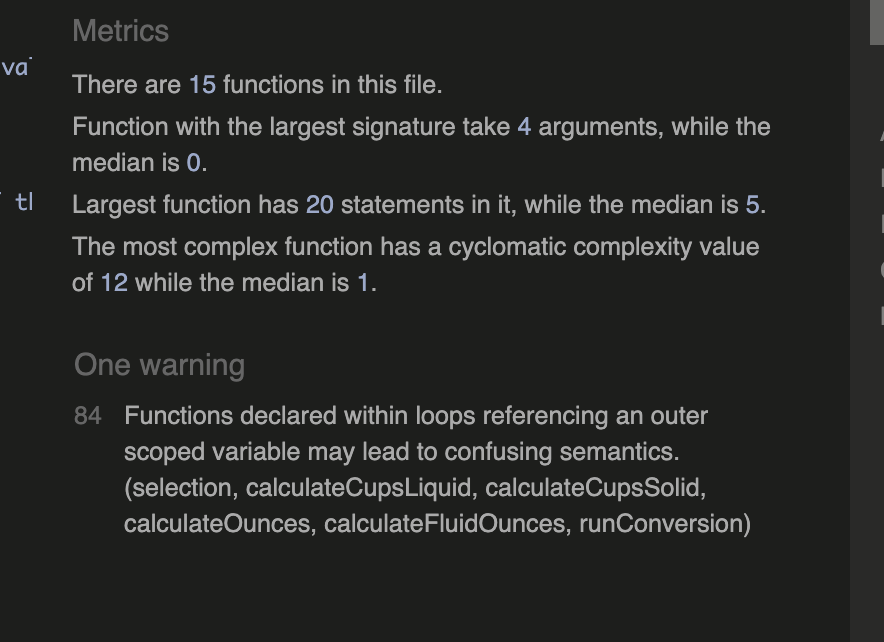 Metrics
There are 15 functions in this file.
Function with the largest signature take 4 arguments, while the
median is 0.
Largest function has 20 statements in it, while the median is 5.
The most complex function has a cyclomatic complexity value
of 12 while the median is 1.
One warning
84 Functions declared within loops referencing an outer
scoped variable may lead to confusing semantics.
(selection, calculateCupsLiquid, calculateCupsSolid,
calculateOunces, calculateFluidOunces, runConversion)